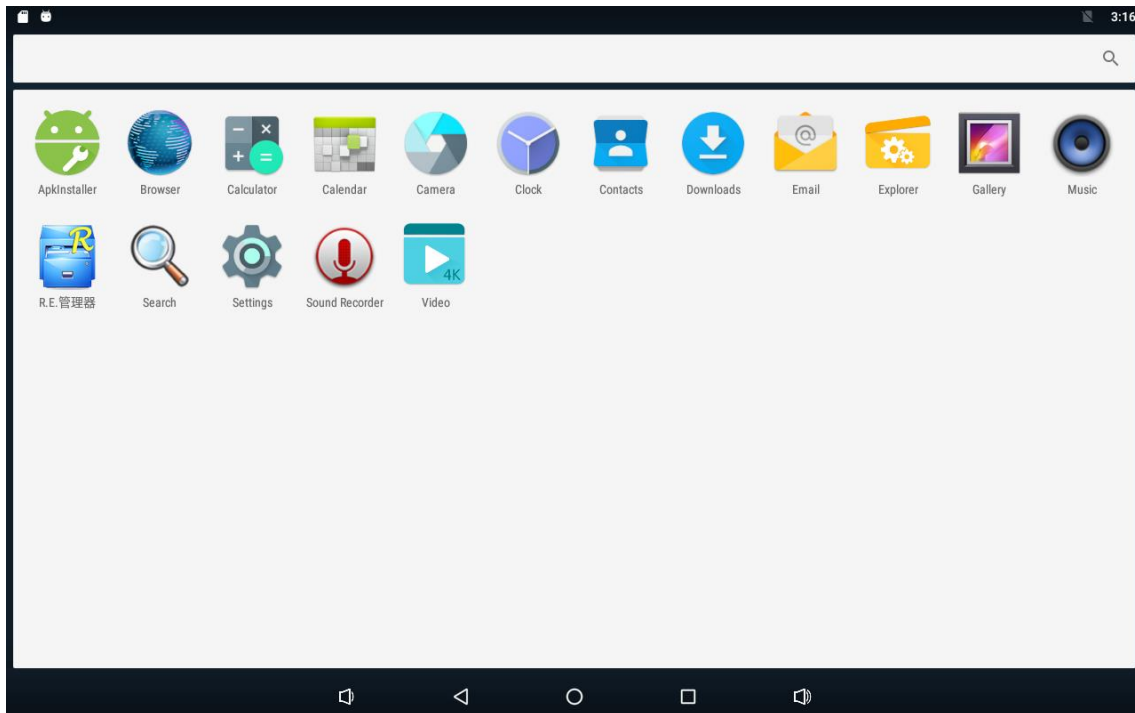 3:16
ApkInstaller
Browser
Calculator
Calendar
Camera
Clock
Contacts
Downloads
Email
Explorer
Gallery
Music
R.E.管理器
Search
Settings
Sound Recorder
4K
Video